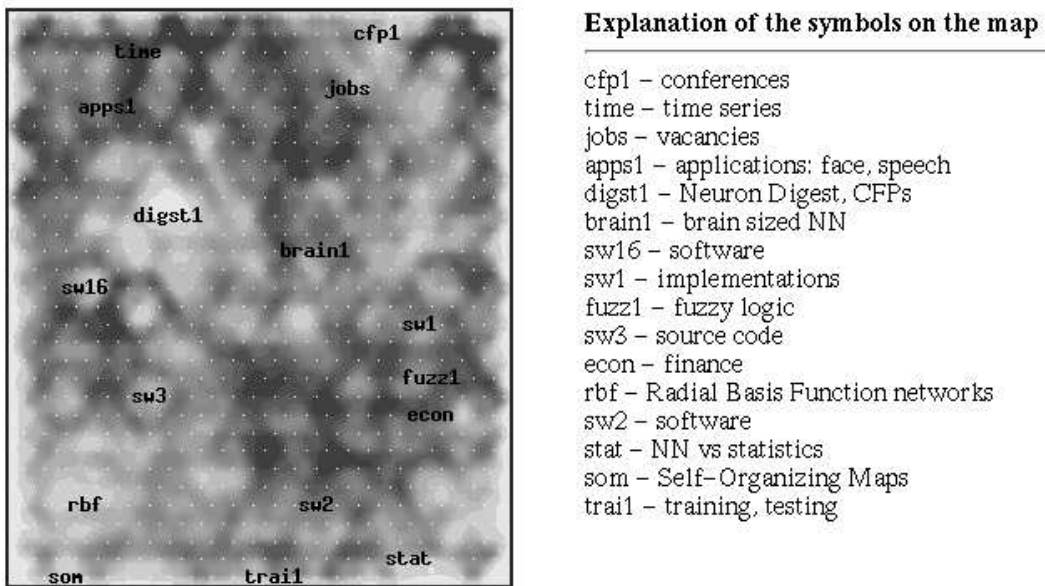 cfp1
time
jobs
apps1
digst1
brain1
sw16
sw1
fuzz1
sw3
econ
rbf
sw2
stat
som
trai1
Explanation of the symbols on the map
cfp1 – conferences
time – time series
jobs – vacancies
apps1 – applications: face, speech
digst1 – Neuron Digest, CFPs
brain1 – brain sized NN
sw16 – software
sw1 – implementations
fuzz1 – fuzzy logic
sw3 – source code
econ – finance
rbf – Radial Basis Function networks
sw2 – software
stat – NN vs statistics
som – Self–Organizing Maps
trai1 – training, testing